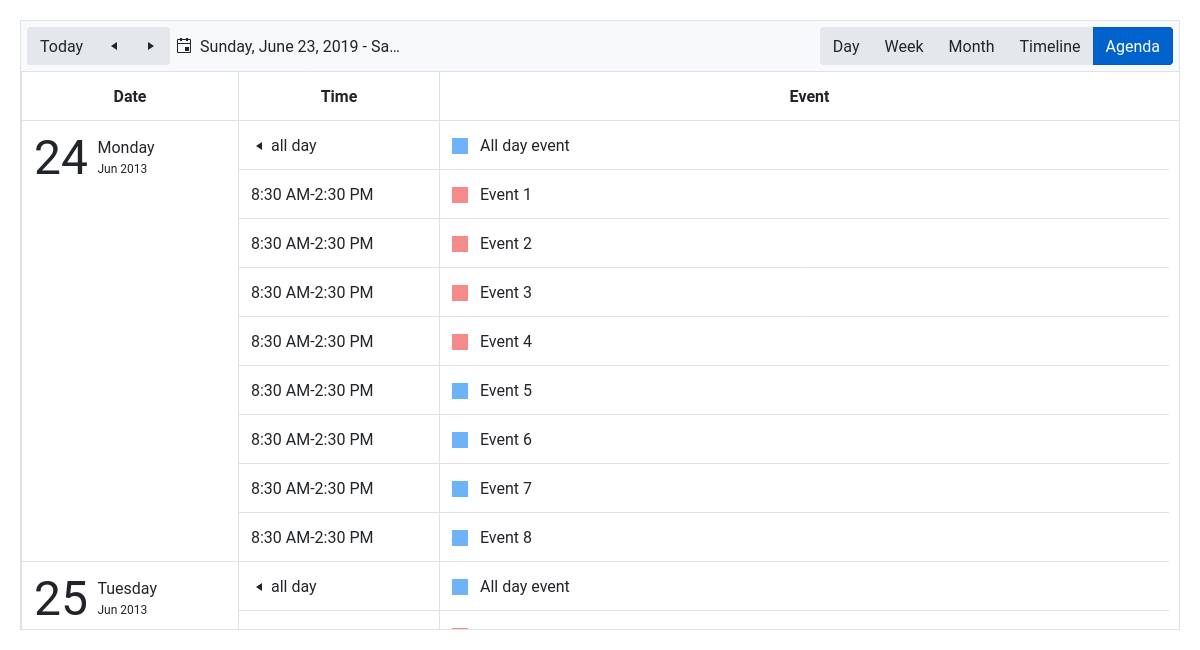 Today Sunday, June 23, 2019 - Sa… Day Week Month Timeline Agenda
Date Time Event
24 Monday
Jun 2013
all day All day event
8:30 AM-2:30 PM Event 1
8:30 AM-2:30 PM Event 2
8:30 AM-2:30 PM Event 3
8:30 AM-2:30 PM Event 4
8:30 AM-2:30 PM Event 5
8:30 AM-2:30 PM Event 6
8:30 AM-2:30 PM Event 7
8:30 AM-2:30 PM Event 8
25 Tuesday
Jun 2013
all day All day event